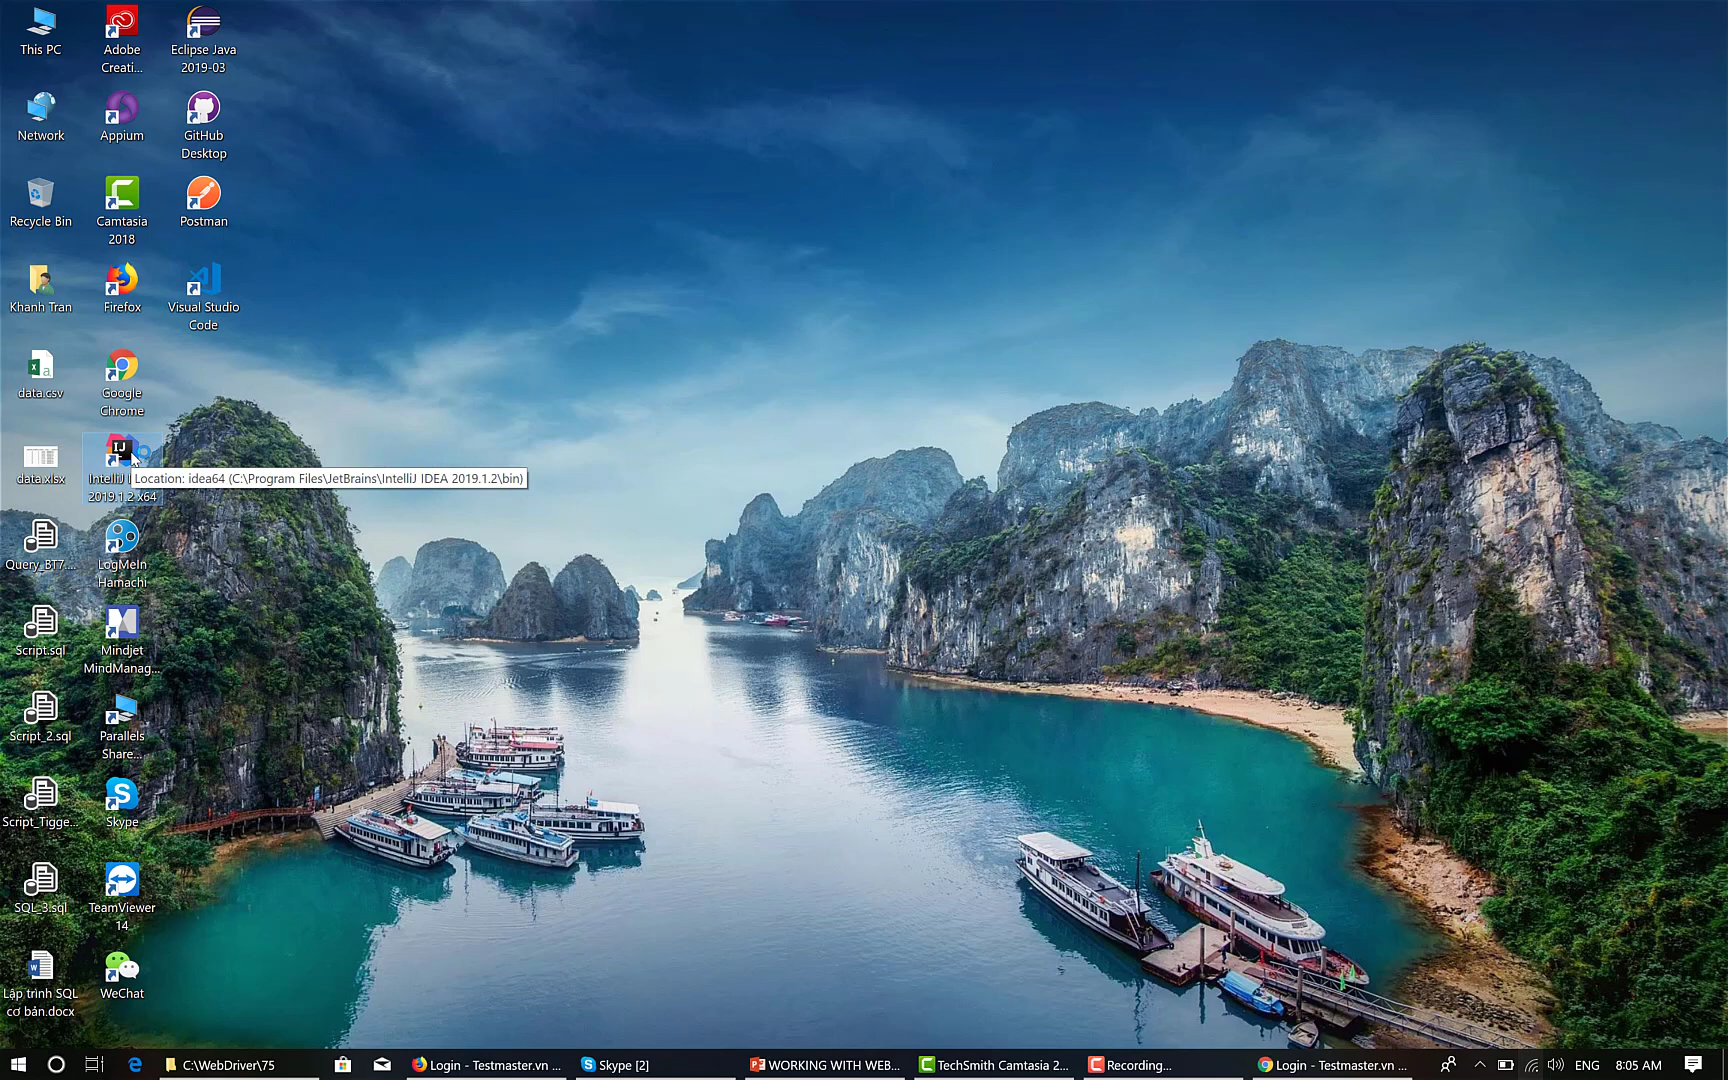 This PC
Network
Recycle Bin
Khanh Tran
data.csv
data.xlsx
Query_BT7....
Script.sql
Script_2.sql
Script_Tigge...
SQL_3.sql
Lập trình SQL
cơ bản.docx
Adobe
Creati...
Appium
Camtasia
2018
Firefox
Google
Chrome
IntelliJ
2019.1.2 x64
Location: idea64 (C:\Program Files\JetBrains\IntelliJ IDEA 2019.1.2\bin)
LogMeIn
Hamachi
Mindjet
MindManag...
Parallels
Share...
Skype
TeamViewer
14
WeChat
Eclipse Java
2019-03
GitHub
Desktop
Postman
Visual Studio
Code
C:\WebDriver\75
Login - Testmaster.vn ...
Skype [2]
WORKING WITH WEB...
TechSmith Camtasia 2...
Recording...
Login - Testmaster.vn ...
ENG
8:05 AM